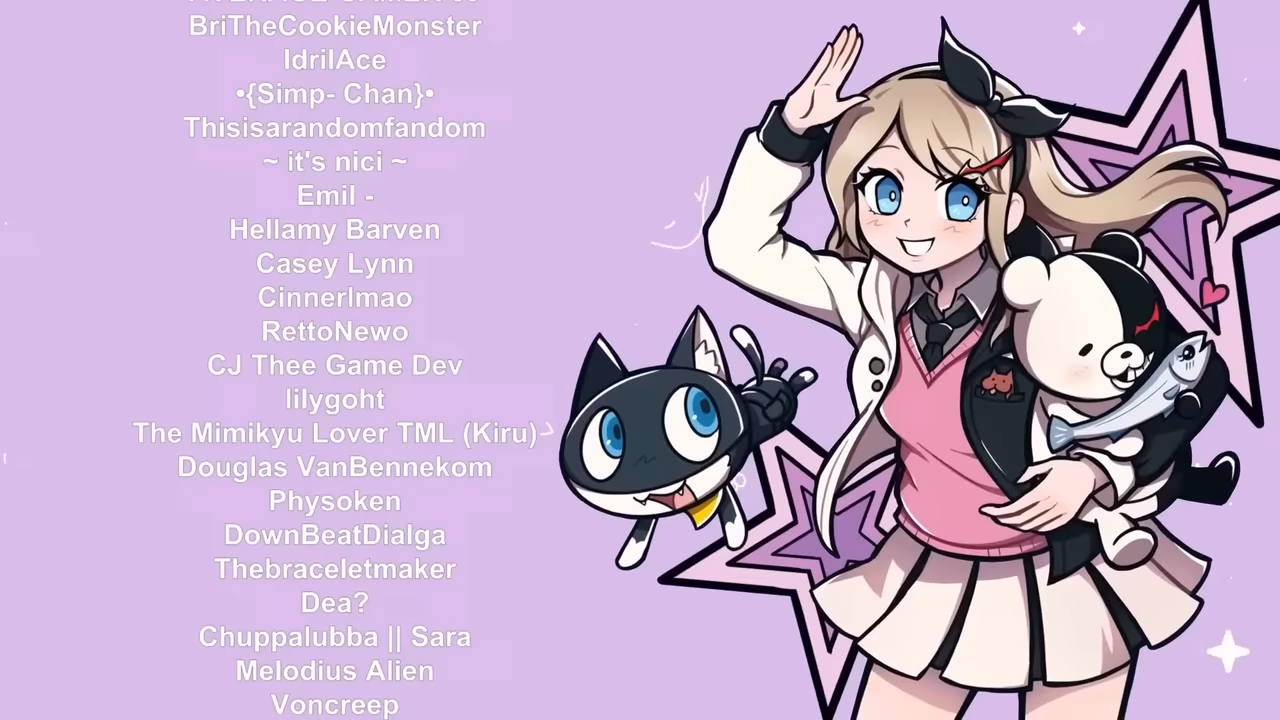 BriTheCookieMonster
IdrilAce
•{Simp- Chan}•
Thisisarandomfandom
~ it's nici ~
Emil -
Hellamy Barven
Casey Lynn
Cinnerlmao
RettoNewo
CJ Thee Game Dev
lilygoht
The Mimikyu Lover TML (Kiru)
Douglas VanBennekom
Physoken
DownBeatDialga
Thebraceletmaker
Dea?
Chuppalubba || Sara
Melodius Alien
Voncreep